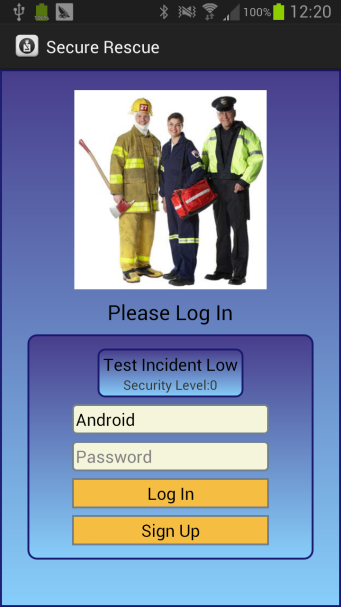 100% 12:20
Secure Rescue
27
Please Log In
Test Incident Low
Security Level:0
Android
Password
Log In
Sign Up